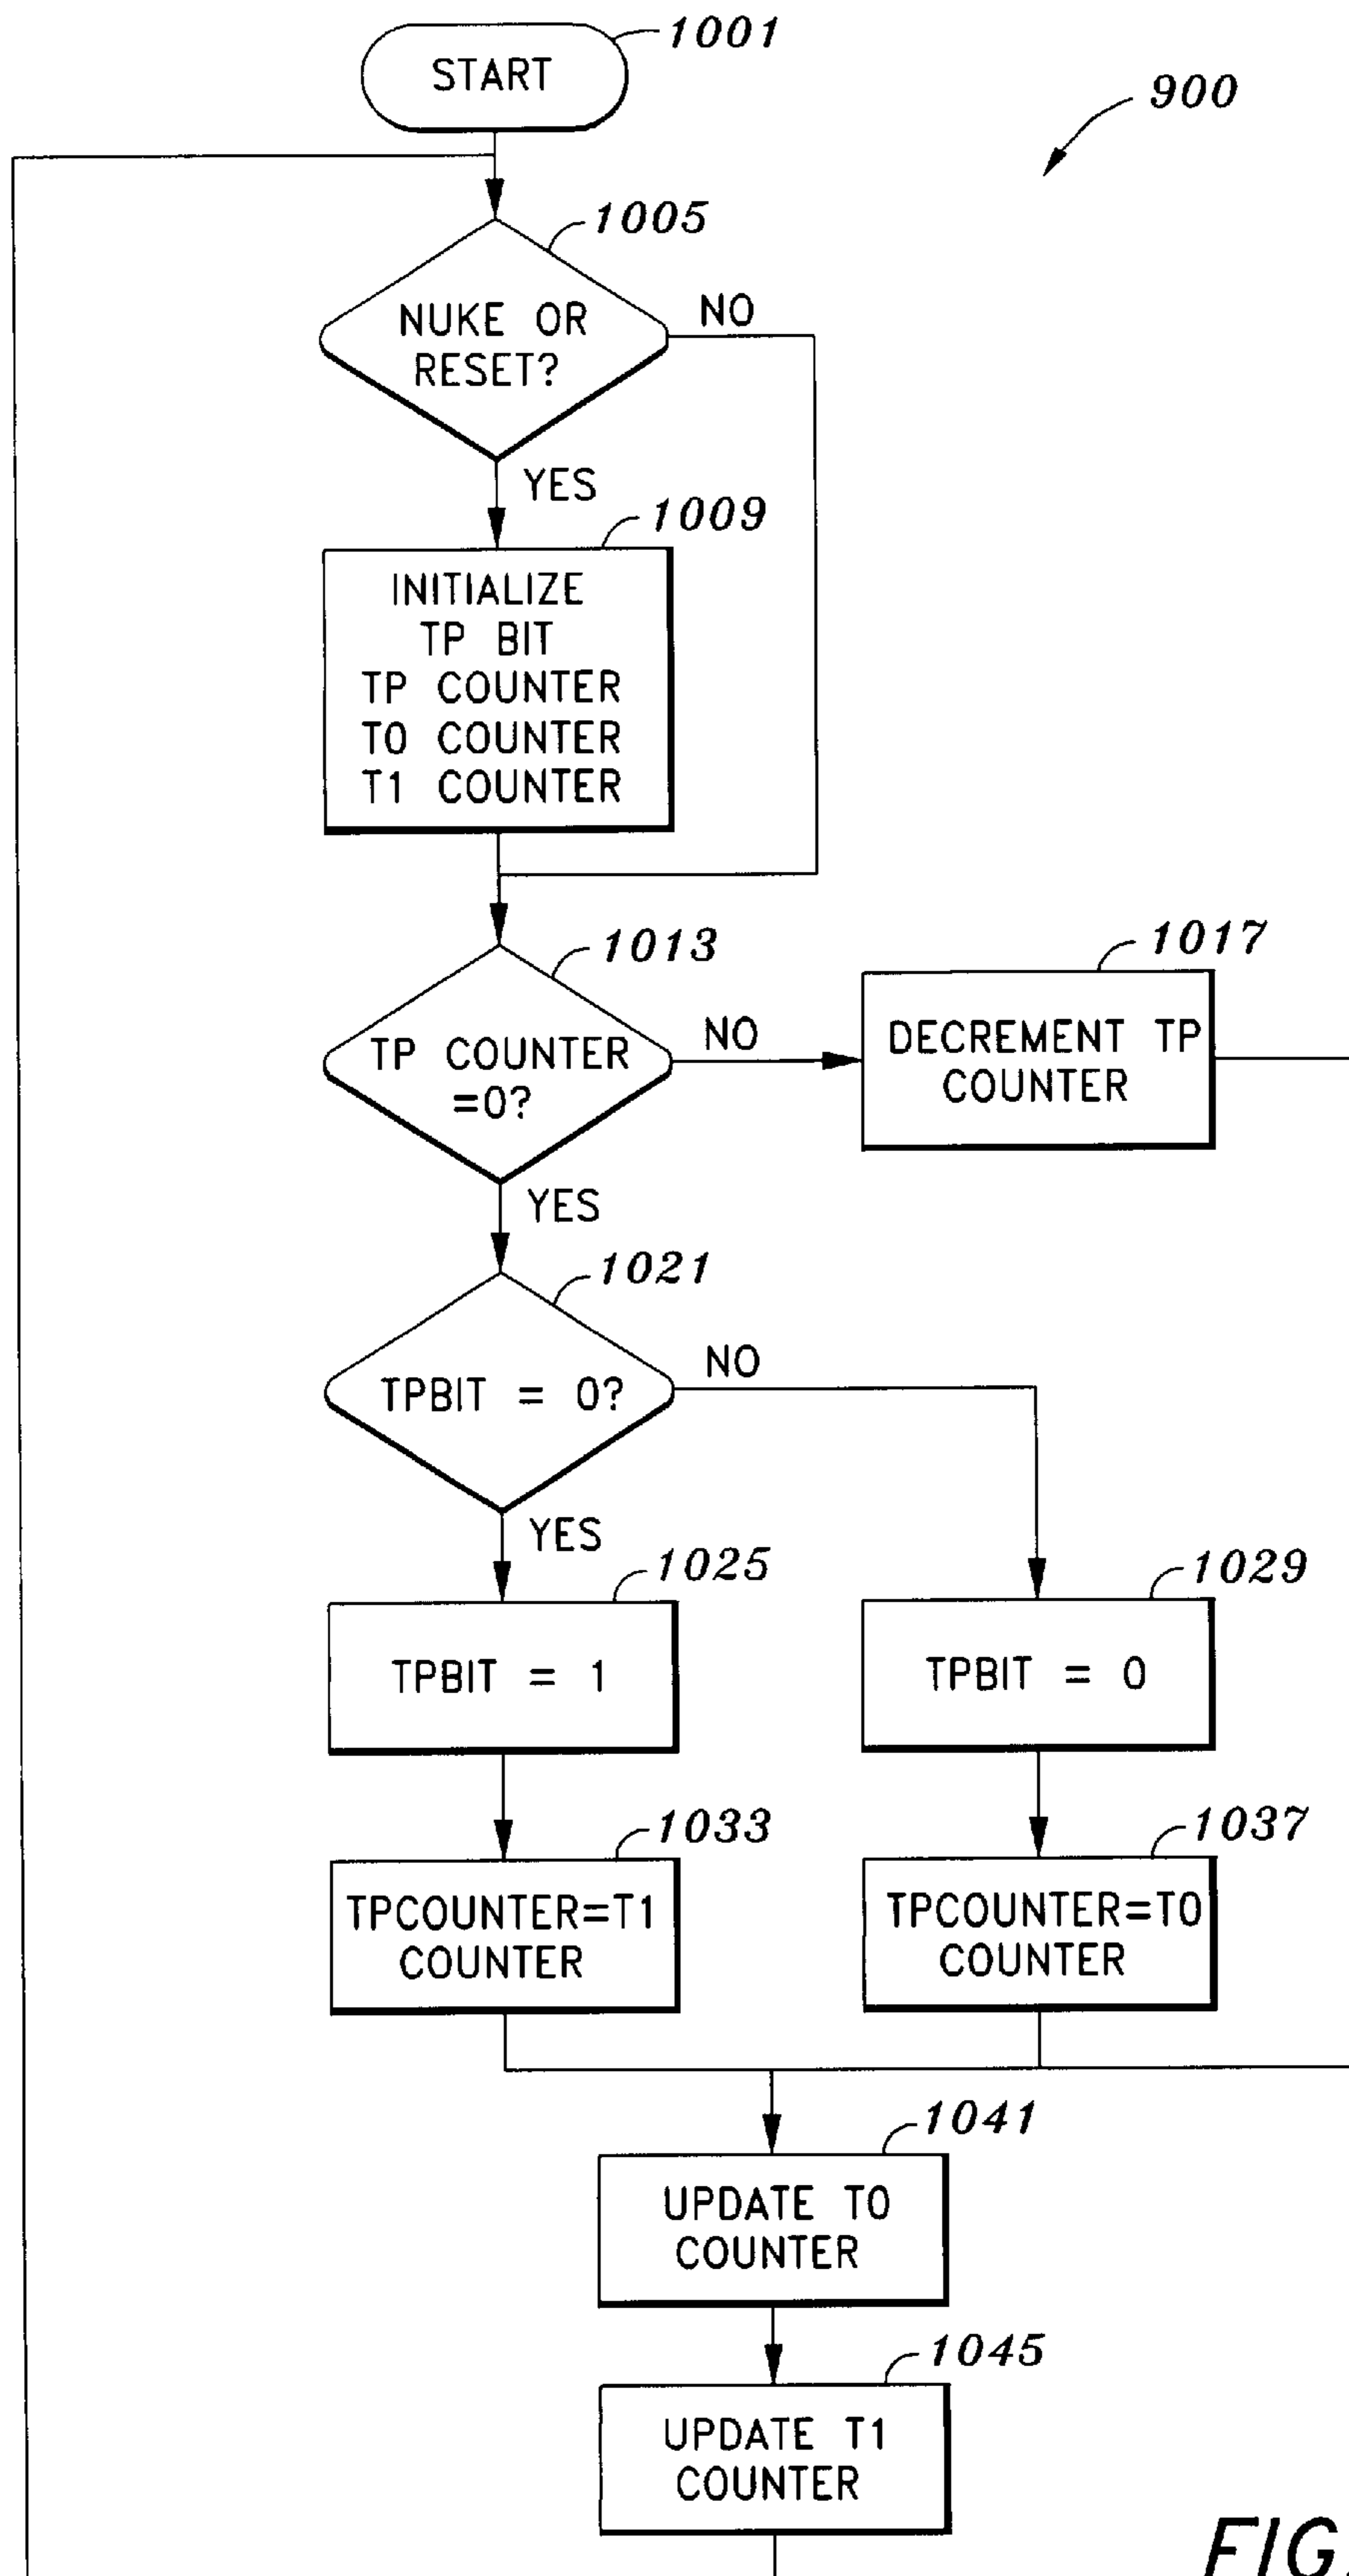 1001
START
900
1005
NUKE OR
RESET?
NO
YES
1009
INITIALIZE
TP BIT
TP COUNTER
T0 COUNTER
T1 COUNTER
1013
TP COUNTER
=0?
NO
1017
DECREMENT TP
COUNTER
YES
1021
TPBIT = 0?
NO
YES
1025
TPBIT = 1
1029
TPBIT = 0
1033
TPCOUNTER=T1
COUNTER
1037
TPCOUNTER=T0
COUNTER
1041
UPDATE T0
COUNTER
1045
UPDATE T1
COUNTER
FIG.